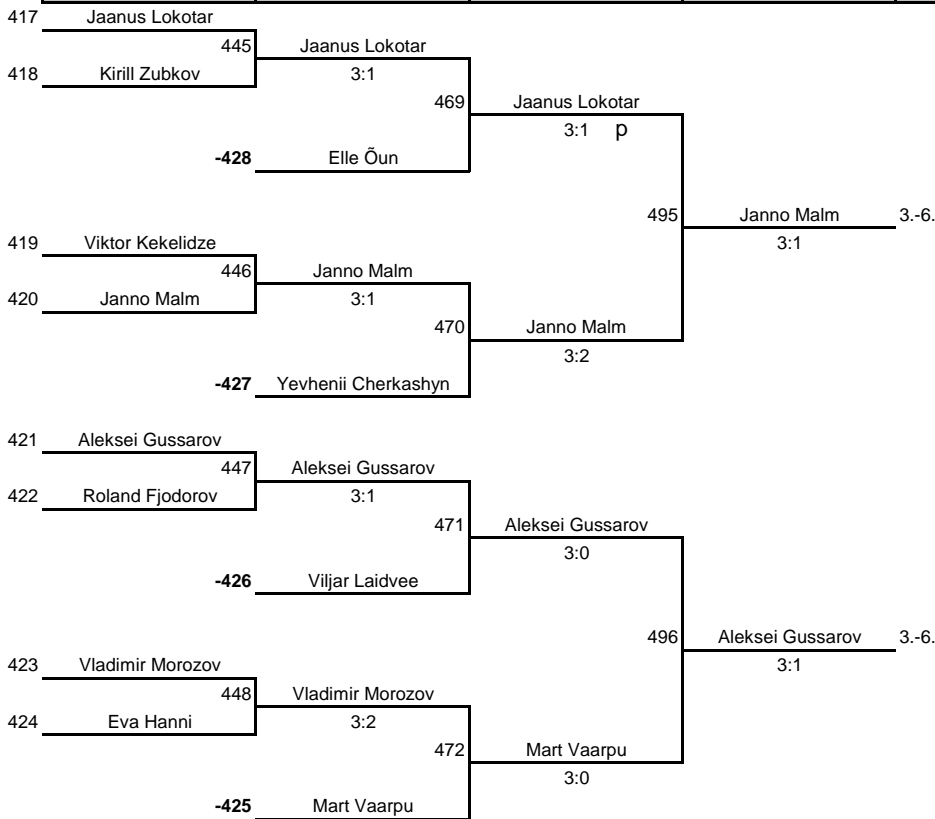 417 Jaanus Lokotar
445 Jaanus Lokotar
418 Kirill Zubkov 3:1
469 Jaanus Lokotar
3:1 p
-428 Elle Õun
495 Janno Malm 3.-6.
419 Viktor Kekelidze 3:1
446 Janno Malm
420 Janno Malm 3:1
470 Janno Malm
3:2
-427 Yevhenii Cherkashyn
421 Aleksei Gussarov
447 Aleksei Gussarov
422 Roland Fjodorov 3:1
471 Aleksei Gussarov
3:0
-426 Viljar Laidvee
496 Aleksei Gussarov 3.-6.
423 Vladimir Morozov 3:1
448 Vladimir Morozov
424 Eva Hanni 3:2
472 Mart Vaarpu
3:0
-425 Mart Vaarpu